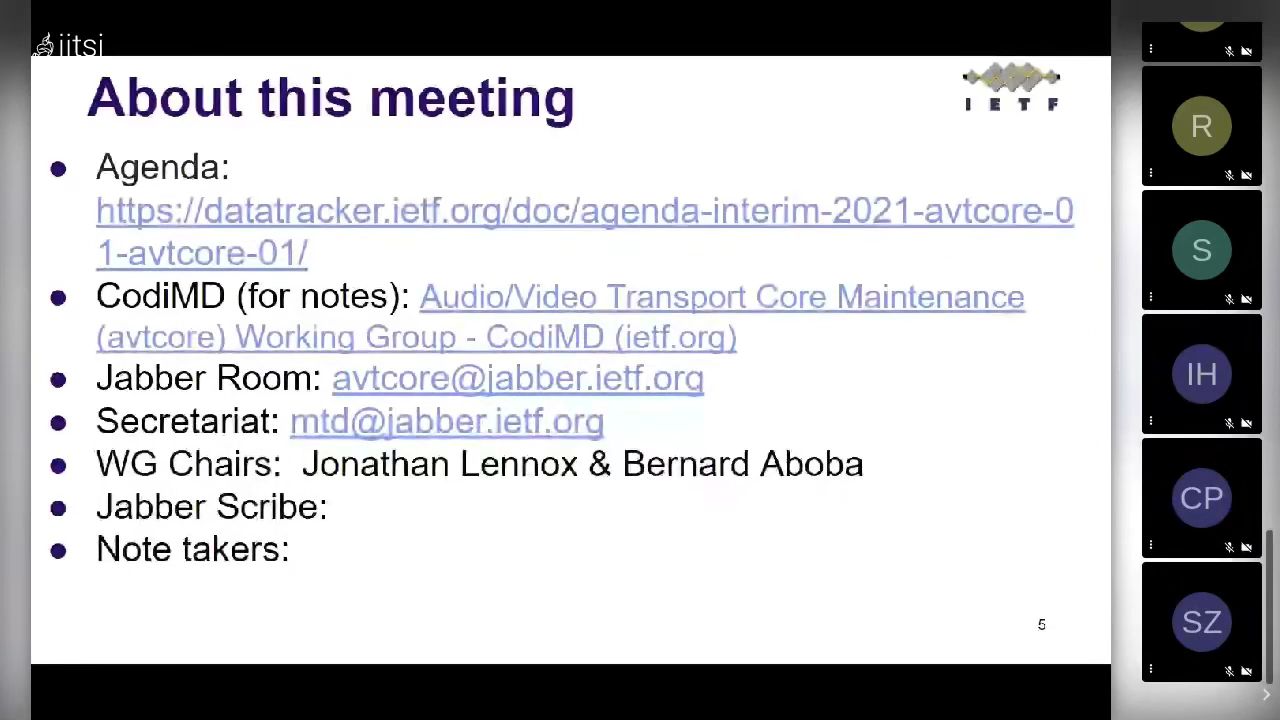 jitsi
About this meeting
IETF
Agenda:
https://datatracker.ietf.org/doc/agenda-interim-2021-avtcore-0
1-avtcore-01/
CodiMD (for notes): Audio/Video Transport Core Maintenance
(avtcore) Working Group - CodiMD (ietf.org)
Jabber Room: avtcore@jabber.ietf.org
Secretariat: mtd@jabber.ietf.org
WG Chairs: Jonathan Lennox & Bernard Aboba
Jabber Scribe:
Note takers:
5
R
S
IH
CP
SZ